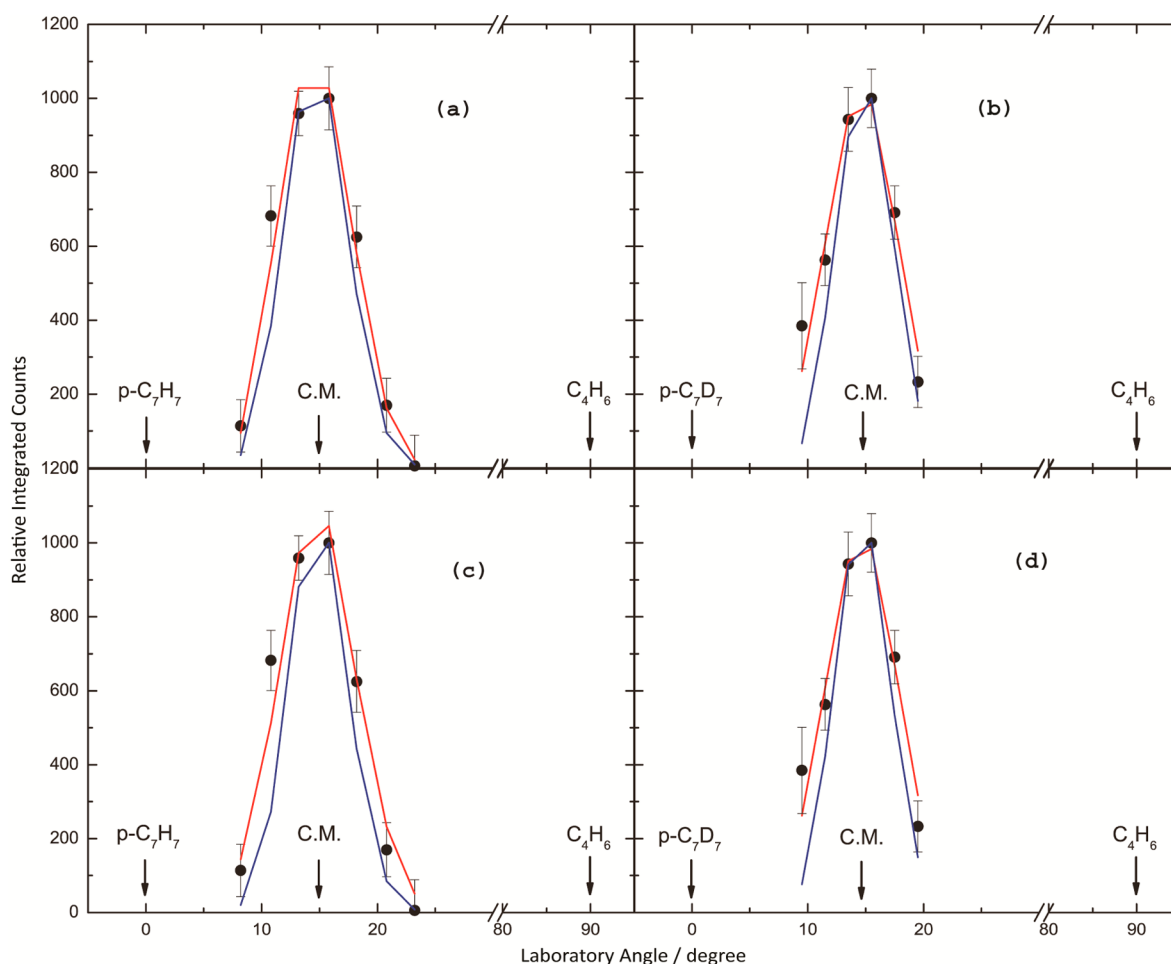 1200
1000
800
600
400
200
0
1200
1000
800
600
400
200
0
Relative Integrated Counts
(a)
p-C₇H₇
C.M.
C₄H₆
(b)
p-C₇D₇
C.M.
C₄H₆
(c)
p-C₇H₇
C.M.
C₄H₆
(d)
p-C₇D₇
C.M.
C₄H₆
0 10 20 80 90 0 10 20 80 90
Laboratory Angle / degree